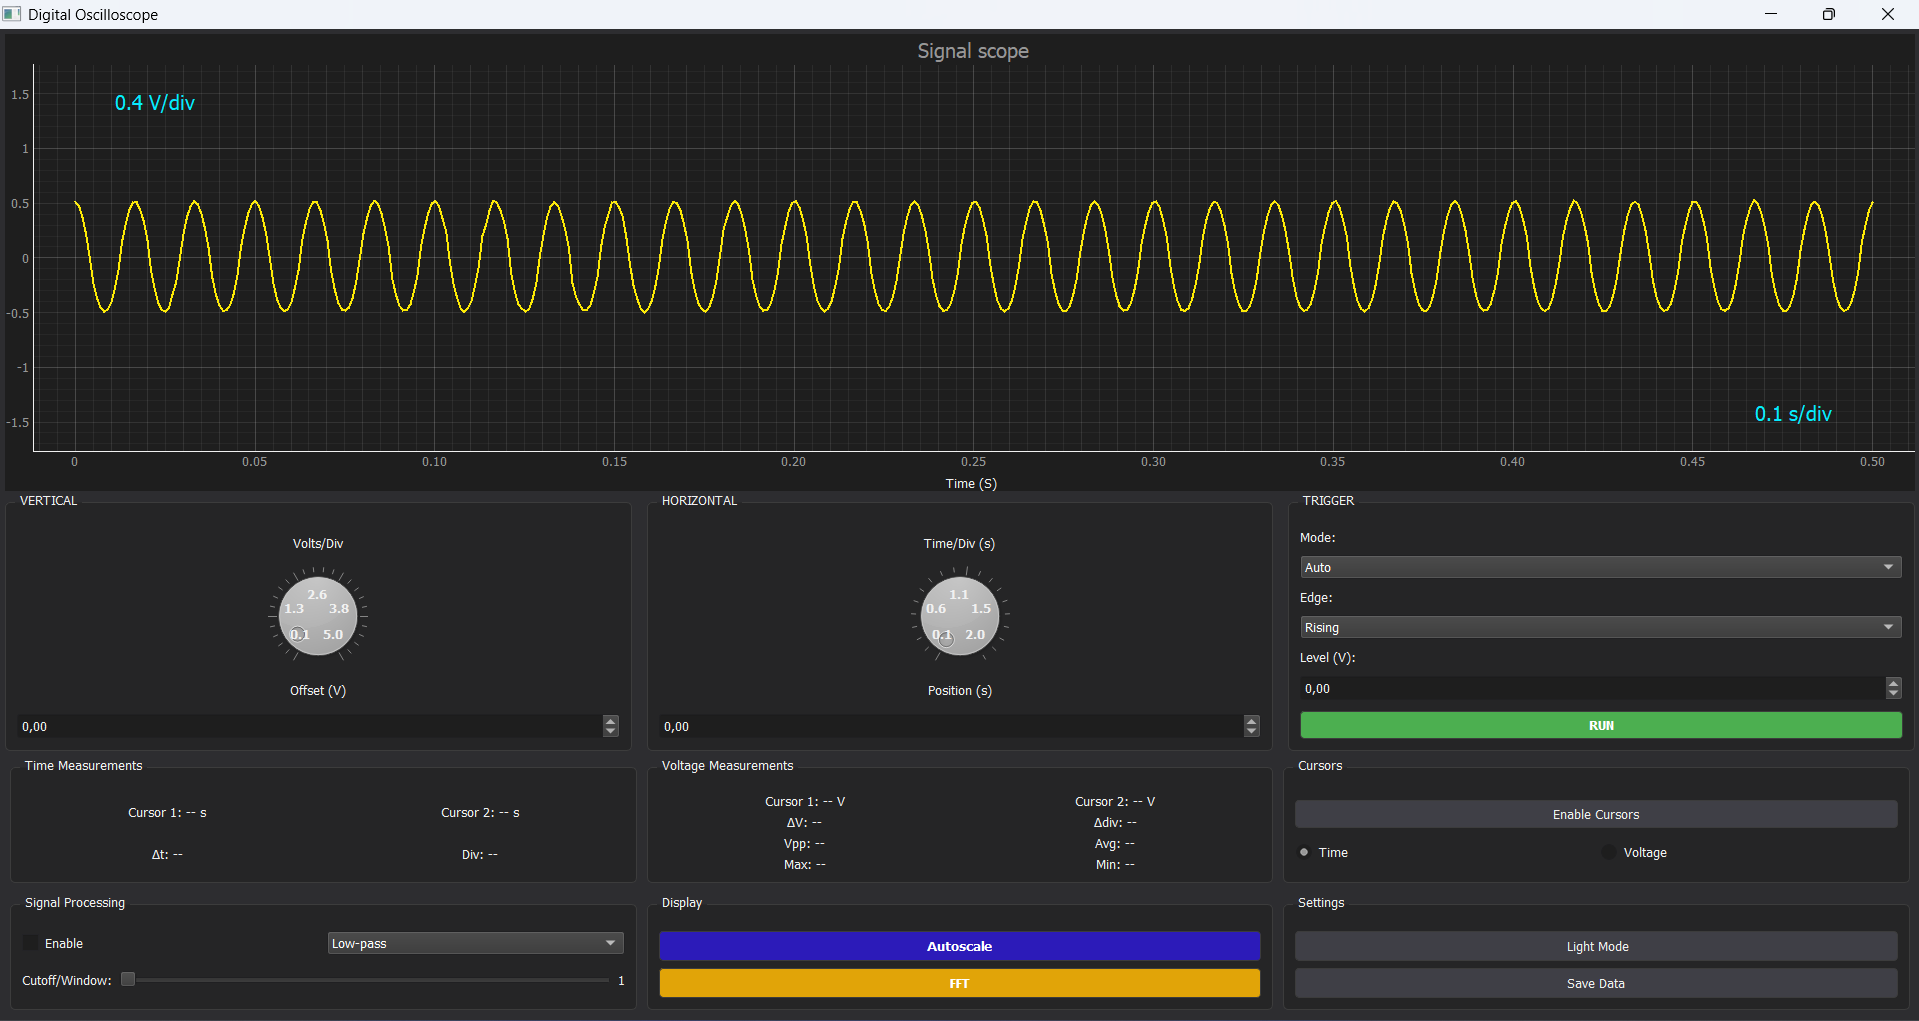 Digital Oscilloscope
Signal scope
0.4 V/div
1.5
1
0.5
0
-0.5
-1
-1.5
0.1 s/div
0 0.05 0.10 0.15 0.20 0.25 0.30 0.35 0.40 0.45 0.50
Time (S)
VERTICAL
Volts/Div
2.6
1.3 3.8
0.1 5.0
Offset (V)
0,00
HORIZONTAL
Time/Div (s)
1.1
0.6 1.5
0.1 2.0
Position (s)
0,00
TRIGGER
Mode:
Auto
Edge:
Rising
Level (V):
0,00
RUN
Time Measurements
Cursor 1: -- s Cursor 2: -- s
Δt: -- Div: --
Voltage Measurements
Cursor 1: -- V Cursor 2: -- V
ΔV: -- Δdiv: --
Vpp: -- Avg: --
Max: -- Min: --
Cursors
Enable Cursors
Time Voltage
Signal Processing
Enable Low-pass
Cutoff/Window: 1
Display
Autoscale
FFT
Settings
Light Mode
Save Data